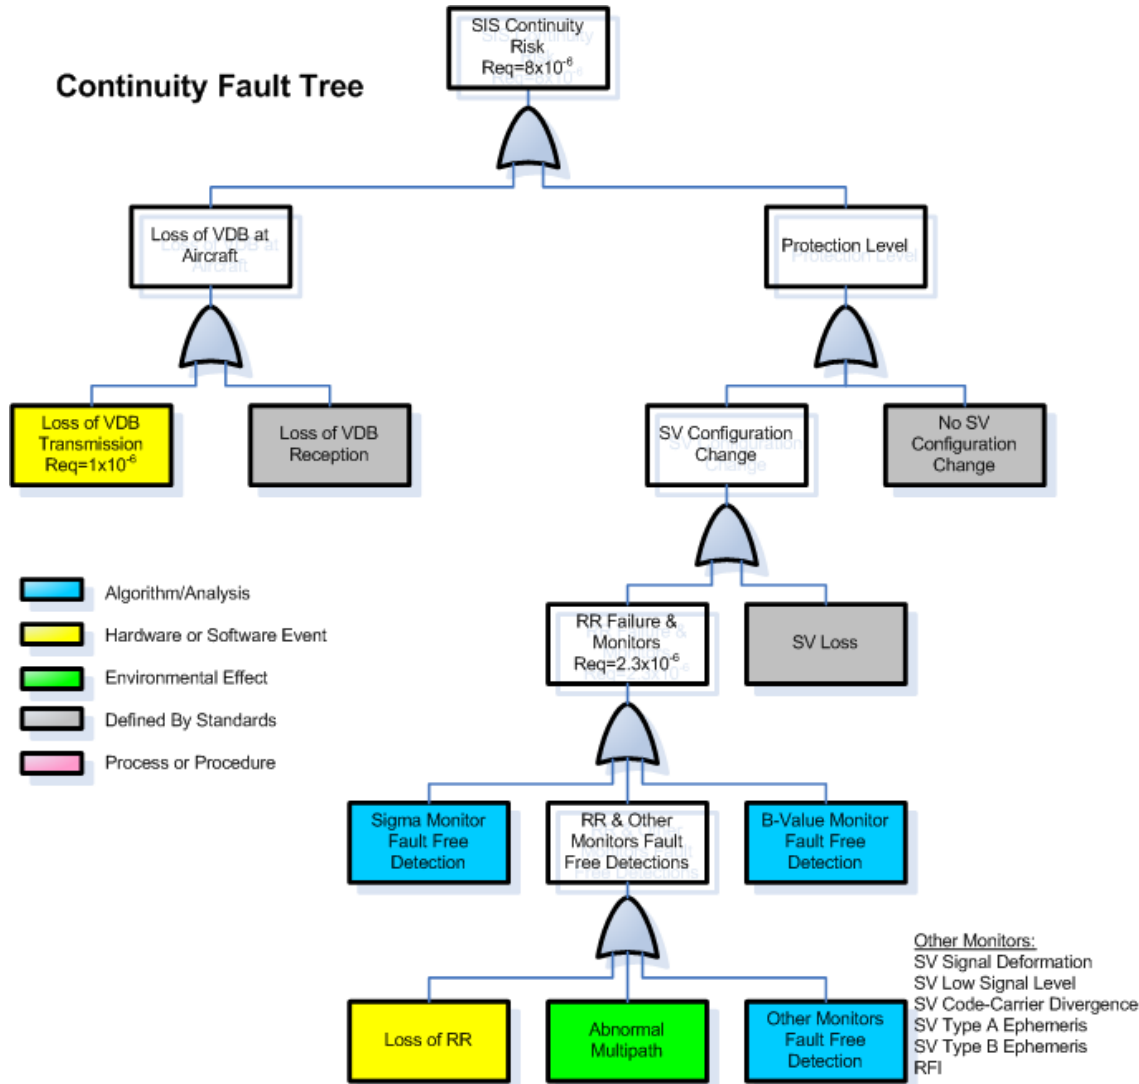 SIS Continuity
Risk
Req=8x10⁻⁶
Continuity Fault Tree
Loss of VDB at
Aircraft
Protection Level
Loss of VDB
Transmission
Req=1x10⁻⁶
Loss of VDB
Reception
SV Configuration
Change
No SV
Configuration
Change
Algorithm/Analysis
Hardware or Software Event
Environmental Effect
Defined By Standards
Process or Procedure
RR Failure &
Monitors
Req=2.3x10⁻⁶
SV Loss
Sigma Monitor
Fault Free
Detection
RR & Other
Monitors Fault
Free Detections
B-Value Monitor
Fault Free
Detection
Loss of RR
Abnormal
Multipath
Other Monitors
Fault Free
Detection
Other Monitors:
SV Signal Deformation
SV Low Signal Level
SV Code-Carrier Divergence
SV Type A Ephemeris
SV Type B Ephemeris
RFI